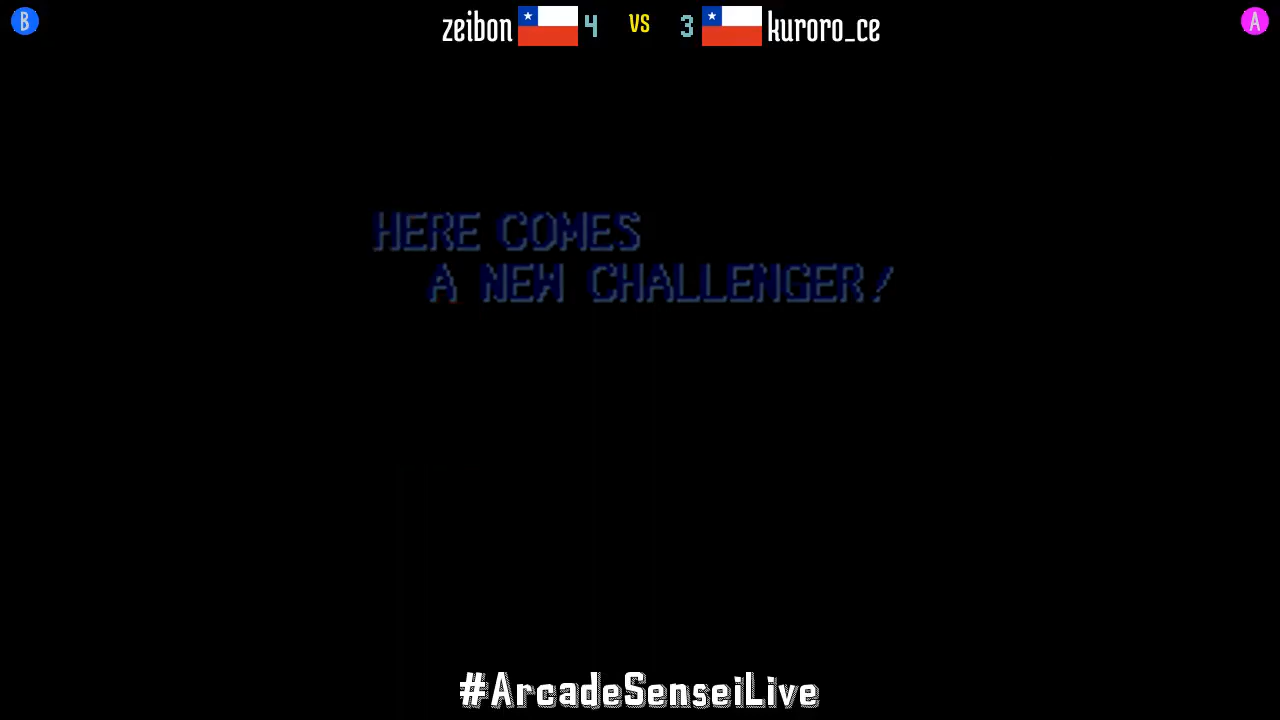 B
zeibon 4 VS 3 kuroro_ce
A
HERE COMES
A NEW CHALLENGER!
#ArcadeSenseiLive